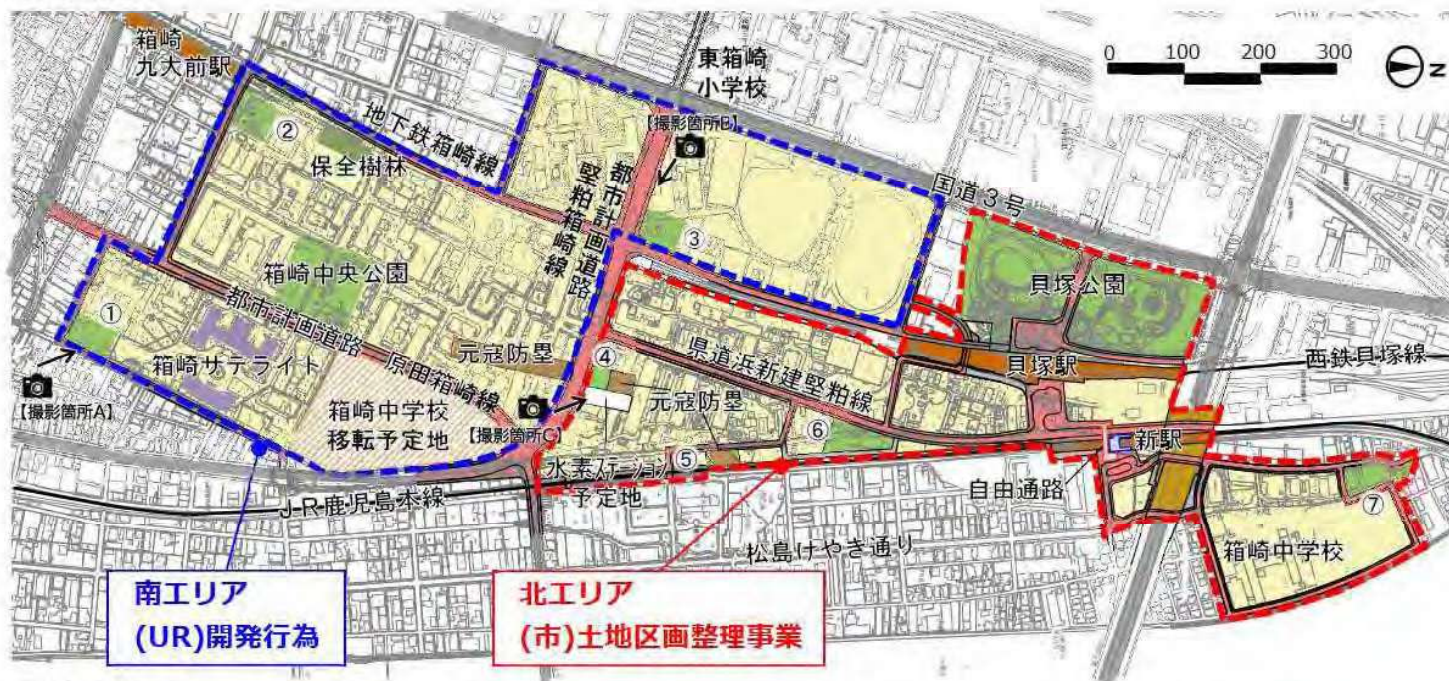 箱崎
九大前駅
東箱崎
小学校
0 100 200 300
N
【撮影箇所B】
②
地下鉄箱崎線
保全樹林
都市計画道路
堅粕箱崎線
国道3号
③
貝塚公園
箱崎中央公園
①
都市計画道路 原田箱崎線
箱崎サテライト
元寇防塁
④
県道浜新建堅粕線
貝塚駅
西鉄貝塚線
【撮影箇所A】
箱崎中学校
移転予定地
【撮影箇所C】
元寇防塁
⑥
⑤
新駅
水素ステーション
予定地
自由通路
JR鹿児島本線
⑦
箱崎中学校
松島けやき通り
南エリア
(UR)開発行為
北エリア
(市)土地区画整理事業